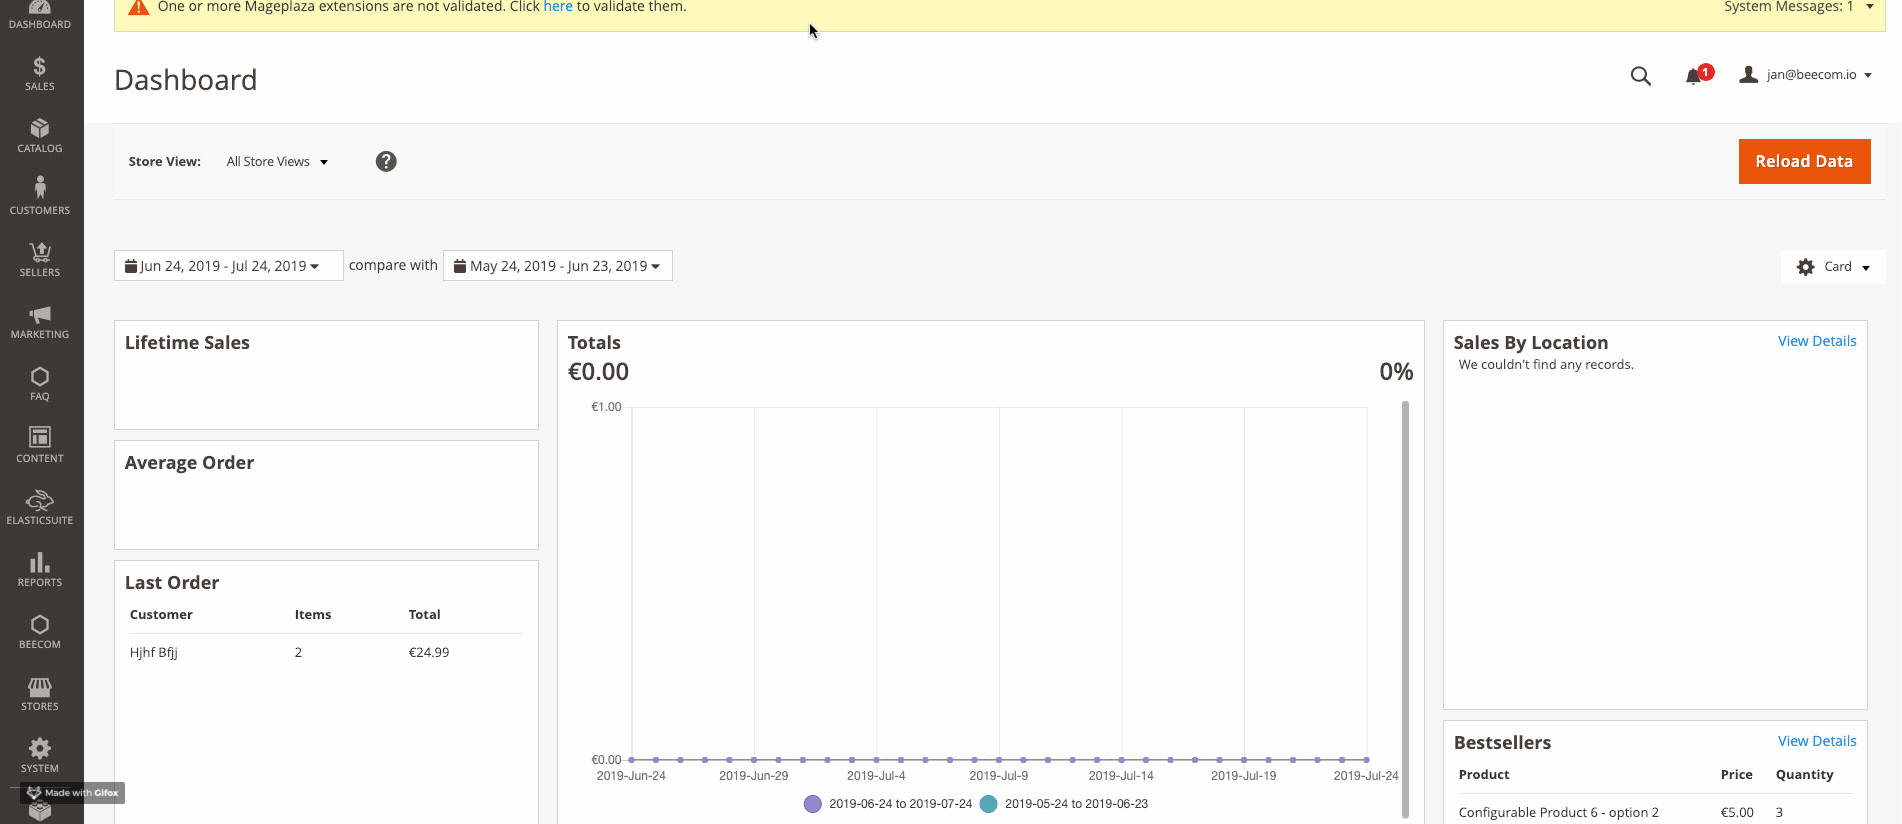 One or more Mageplaza extensions are not validated. Click here to validate them.
System Messages: 1
DASHBOARD
SALES
CATALOG
CUSTOMERS
SELLERS
MARKETING
FAQ
CONTENT
ELASTICSUITE
REPORTS
BEECOM
STORES
SYSTEM
Made with Gifox
Dashboard
1
jan@beecom.io
Store View: All Store Views
?
Reload Data
Jun 24, 2019 - Jul 24, 2019 compare with May 24, 2019 - Jun 23, 2019
Card
Lifetime Sales
Average Order
Last Order
Customer Items Total
Hjhf Bfjj 2 €24.99
Totals
€0.00 0%
€1.00
€0.00
2019-Jun-24 2019-Jun-29 2019-Jul-4 2019-Jul-9 2019-Jul-14 2019-Jul-19 2019-Jul-24
2019-06-24 to 2019-07-24 2019-05-24 to 2019-06-23
Sales By Location View Details
We couldn't find any records.
Bestsellers View Details
Product Price Quantity
Configurable Product 6 - option 2 €5.00 3